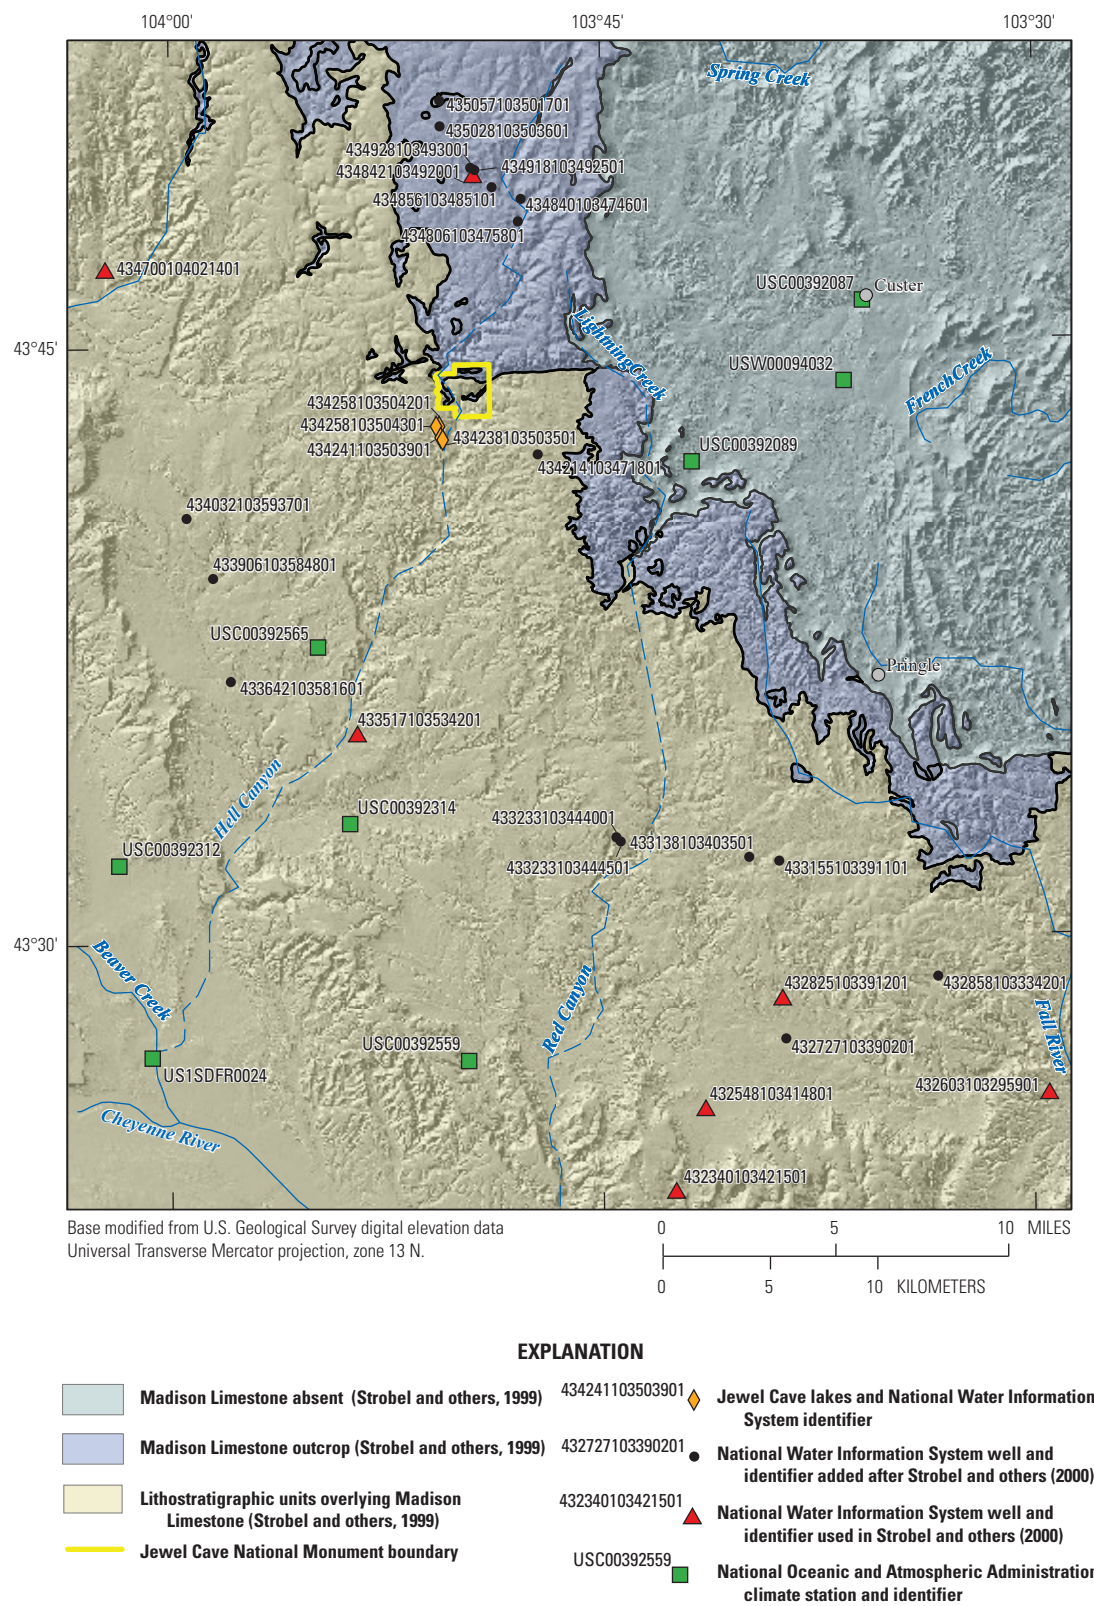 104°00'
103°45'
103°30'
Spring Creek
435057103501701
435028103503601
434928103493001
434918103492501
434842103492001
434856103485101
434840103474601
434806103475801
434700104021401
USC00392087
Custer
Lightning Creek
43°45'
USW00094032
French Creek
434258103504201
434258103504301
434238103503501
434241103503901
434214103471801
USC00392089
434032103593701
433906103584801
USC00392565
Pringle
433642103581601
433517103534201
Hell Canyon
USC00392314
433233103444001
433138103403501
USC00392312
433233103444501
433155103391101
43°30'
Beaver Creek
432825103391201
432858103334201
Red Canyon
Fall River
USC00392559
432727103390201
US1SDFR0024
432603103295901
432548103414801
Cheyenne River
432340103421501
Base modified from U.S. Geological Survey digital elevation data
Universal Transverse Mercator projection, zone 13 N.
0 5 10 MILES
0 5 10 KILOMETERS
EXPLANATION
Madison Limestone absent (Strobel and others, 1999)
Madison Limestone outcrop (Strobel and others, 1999)
Lithostratigraphic units overlying Madison
Limestone (Strobel and others, 1999)
Jewel Cave National Monument boundary
434241103503901
Jewel Cave lakes and National Water Information
System identifier
432727103390201
National Water Information System well and
identifier added after Strobel and others (2000)
432340103421501
National Water Information System well and
identifier used in Strobel and others (2000)
USC00392559
National Oceanic and Atmospheric Administration
climate station and identifier